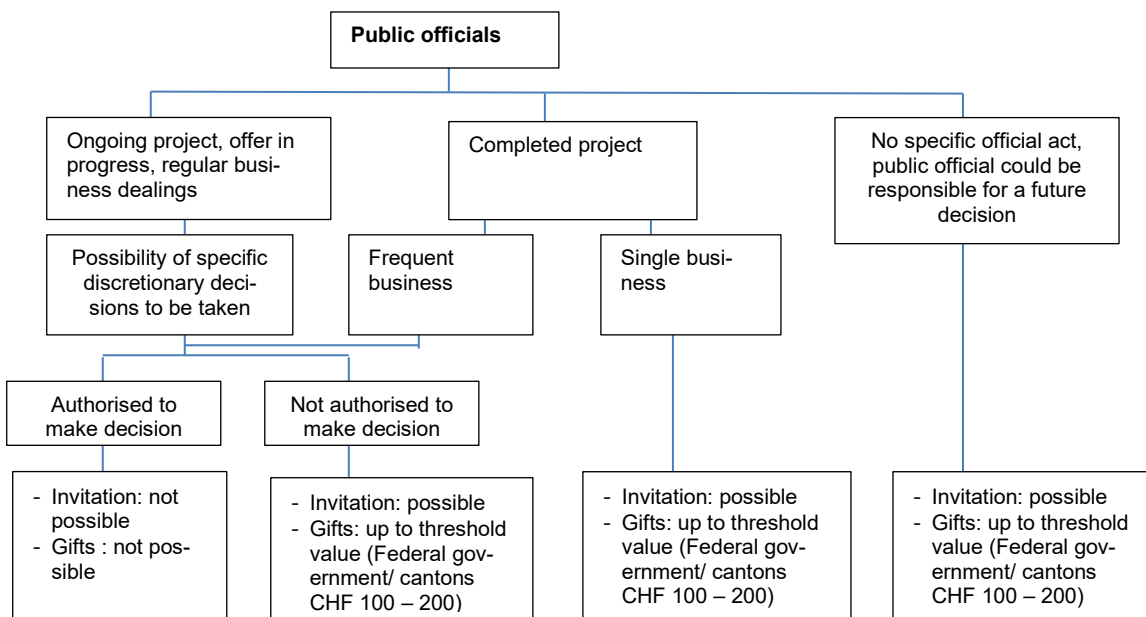 Public officials
Ongoing project, offer in
progress, regular busi-
ness dealings
Completed project
No specific official act,
public official could be
responsible for a future
decision
Possibility of specific
discretionary deci-
sions to be taken
Frequent
business
Single busi-
ness
Authorised to
make decision
Not authorised to
make decision
- Invitation: not
possible
- Gifts : not pos-
sible
- Invitation: possible
- Gifts: up to threshold
value (Federal gov-
ernment/ cantons
CHF 100 – 200)
- Invitation: possible
- Gifts: up to threshold
value (Federal gov-
ernment/ cantons
CHF 100 – 200)
- Invitation: possible
- Gifts: up to threshold
value (Federal gov-
ernment/ cantons
CHF 100 – 200)